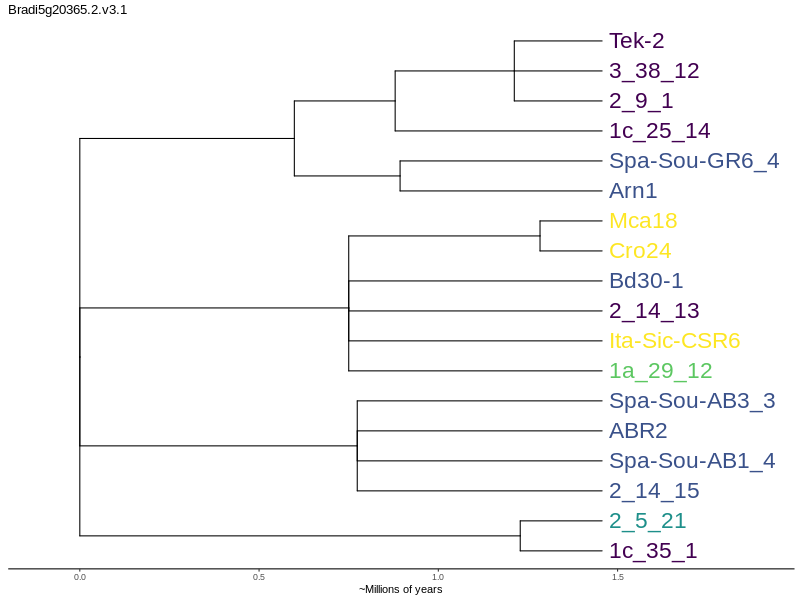 Bradi5g20365.2.v3.1
Tek-2
3_38_12
2_9_1
1c_25_14
Spa-Sou-GR6_4
Arn1
Mca18
Cro24
Bd30-1
2_14_13
Ita-Sic-CSR6
1a_29_12
Spa-Sou-AB3_3
ABR2
Spa-Sou-AB1_4
2_14_15
2_5_21
1c_35_1
0.0 0.5 1.0 1.5
~Millions of years